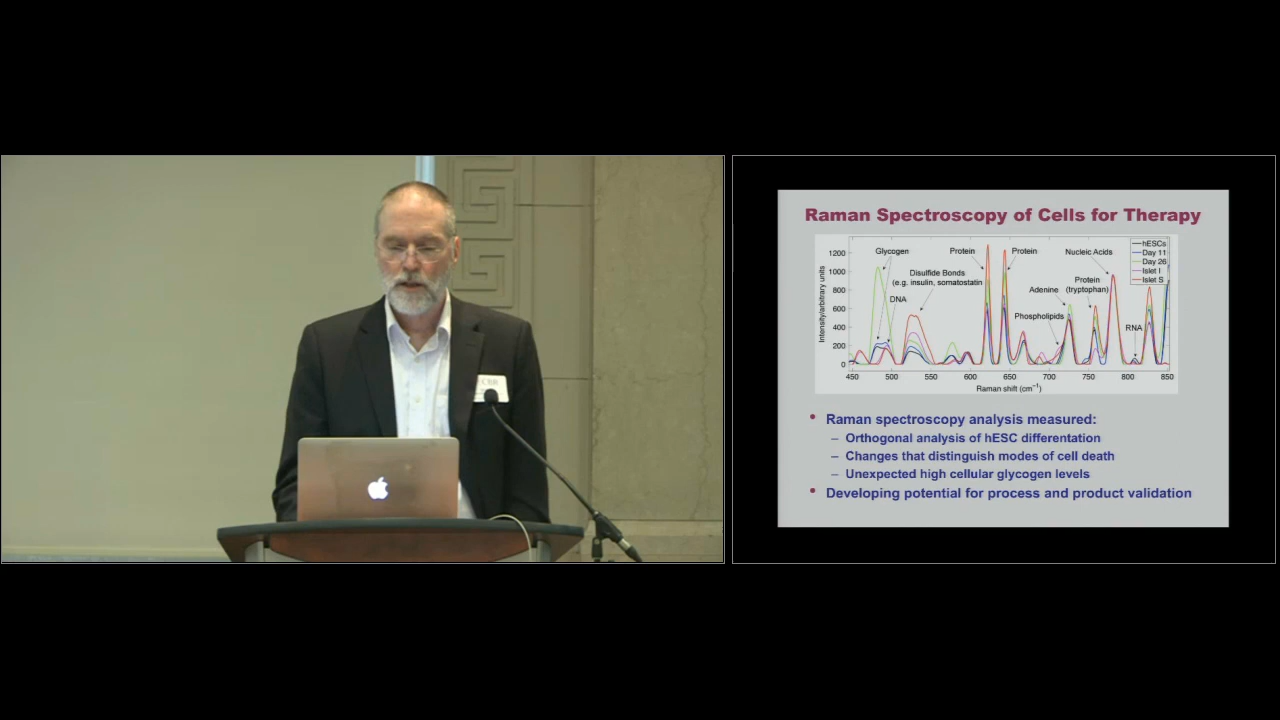 CBR
Raman Spectroscopy of Cells for Therapy
Intensity/arbitrary units
1200
1000
800
600
400
200
0
450
500
550
600
650
700
750
800
850
Raman shift (cm⁻¹)
Glycogen
DNA
Disulfide Bonds
(e.g. insulin, somatostatin
Protein
Protein
Adenine
Phospholipids
Nucleic Acids
Protein
(tryptophan)
RNA
hESCs
Day 11
Day 26
Islet I
Islet S
• Raman spectroscopy analysis measured:
– Orthogonal analysis of hESC differentation
– Changes that distinguish modes of cell death
– Unexpected high cellular glycogen levels
• Developing potential for process and product validation